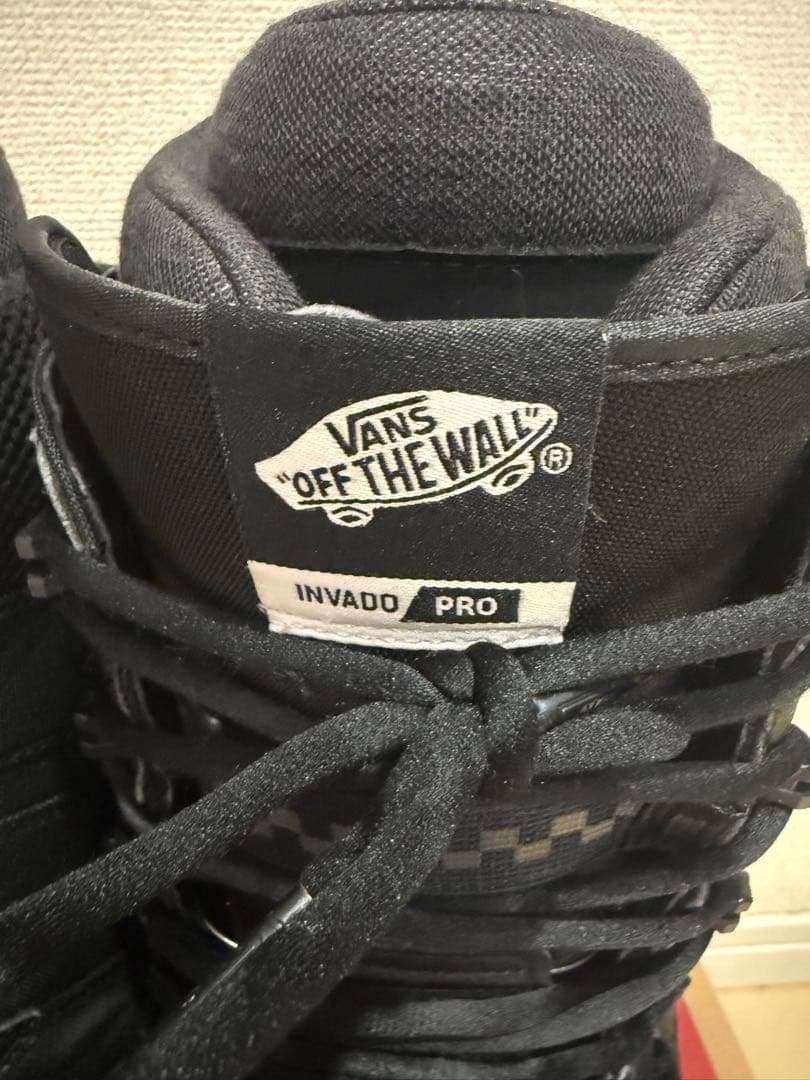 VANS
"OFF THE WALL"
®
INVADO PRO